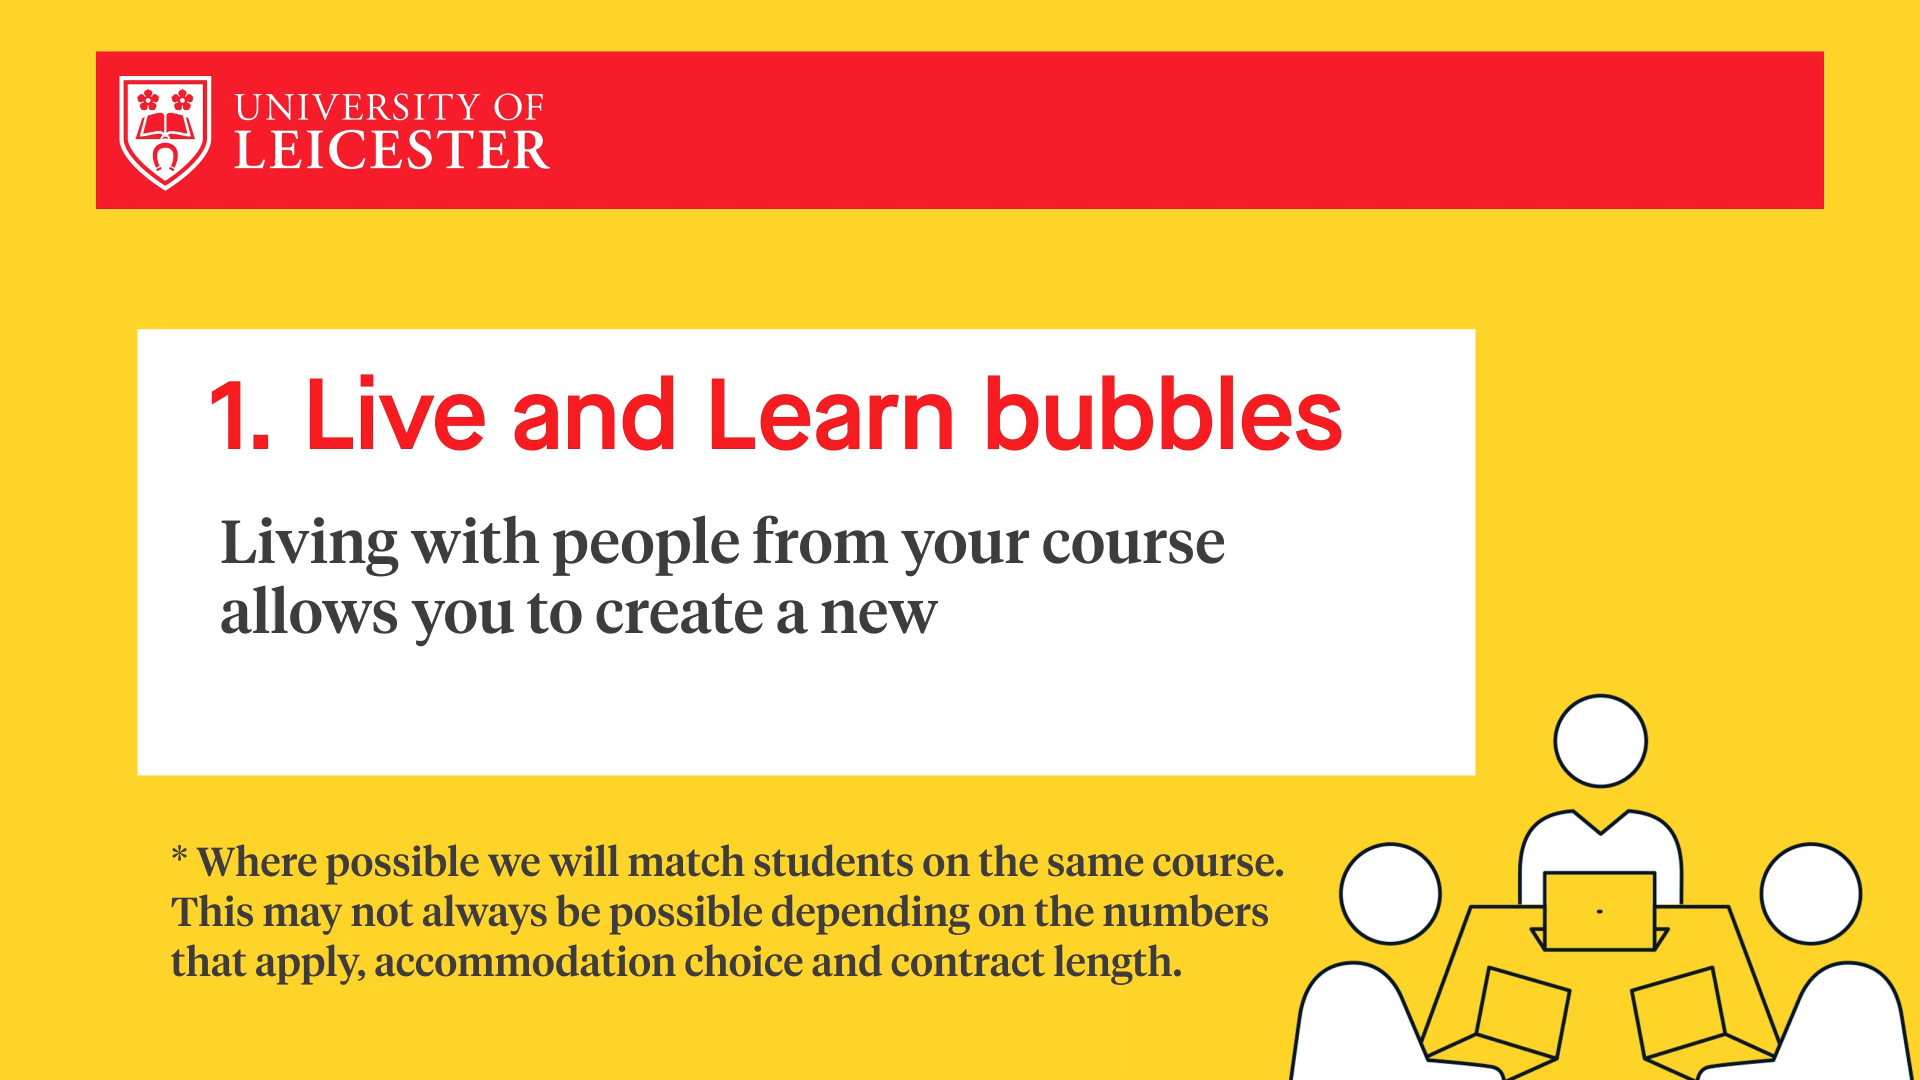 UNIVERSITY OF
LEICESTER
1. Live and Learn bubbles
Living with people from your course
allows you to create a new
* Where possible we will match students on the same course.
This may not always be possible depending on the numbers
that apply, accommodation choice and contract length.